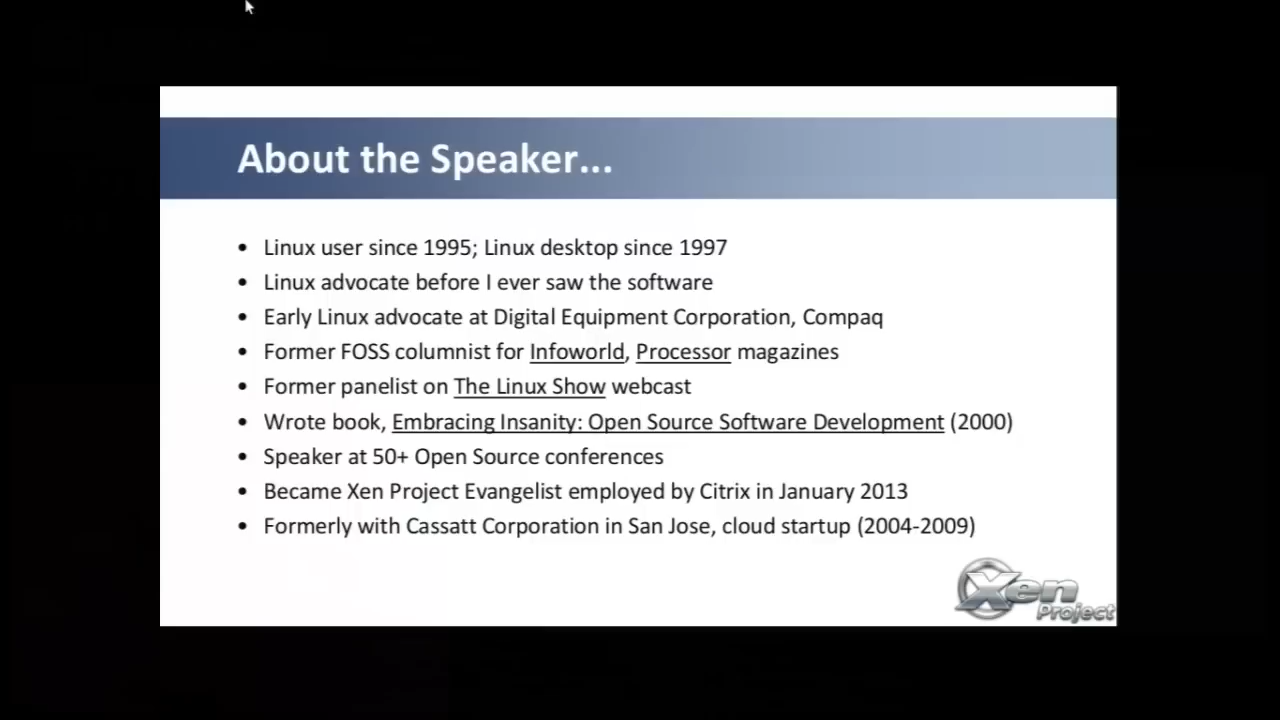 About the Speaker...
• Linux user since 1995; Linux desktop since 1997
• Linux advocate before I ever saw the software
• Early Linux advocate at Digital Equipment Corporation, Compaq
• Former FOSS columnist for Infoworld, Processor magazines
• Former panelist on The Linux Show webcast
• Wrote book, Embracing Insanity: Open Source Software Development (2000)
• Speaker at 50+ Open Source conferences
• Became Xen Project Evangelist employed by Citrix in January 2013
• Formerly with Cassatt Corporation in San Jose, cloud startup (2004-2009)
Xen
Project